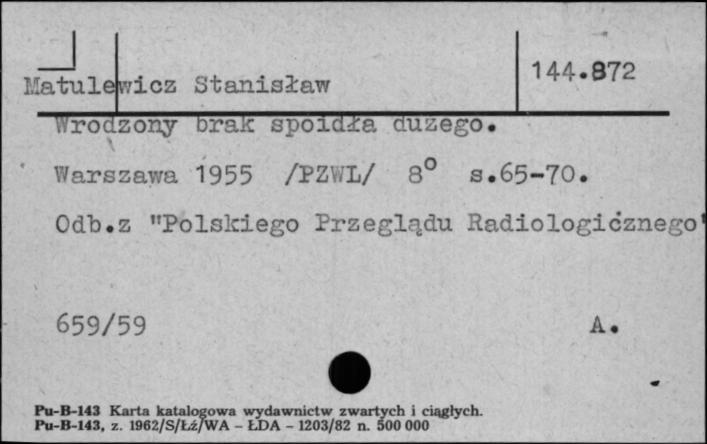 Matulewicz Stanisław
144.872
Wrodzony brak spoidła dużego.
Warszawa 1955 /PZWL/ 8° s.65-70.
Odb.z "Polskiego Przeglądu Radiologicznego"
659/59
A.
Pu-B-143 Karta katalogowa wydawnictw zwartych i ciągłych.
Pu-B-143, z. 1962/S/Łź/WA – ŁDA – 1203/82 n. 500 000